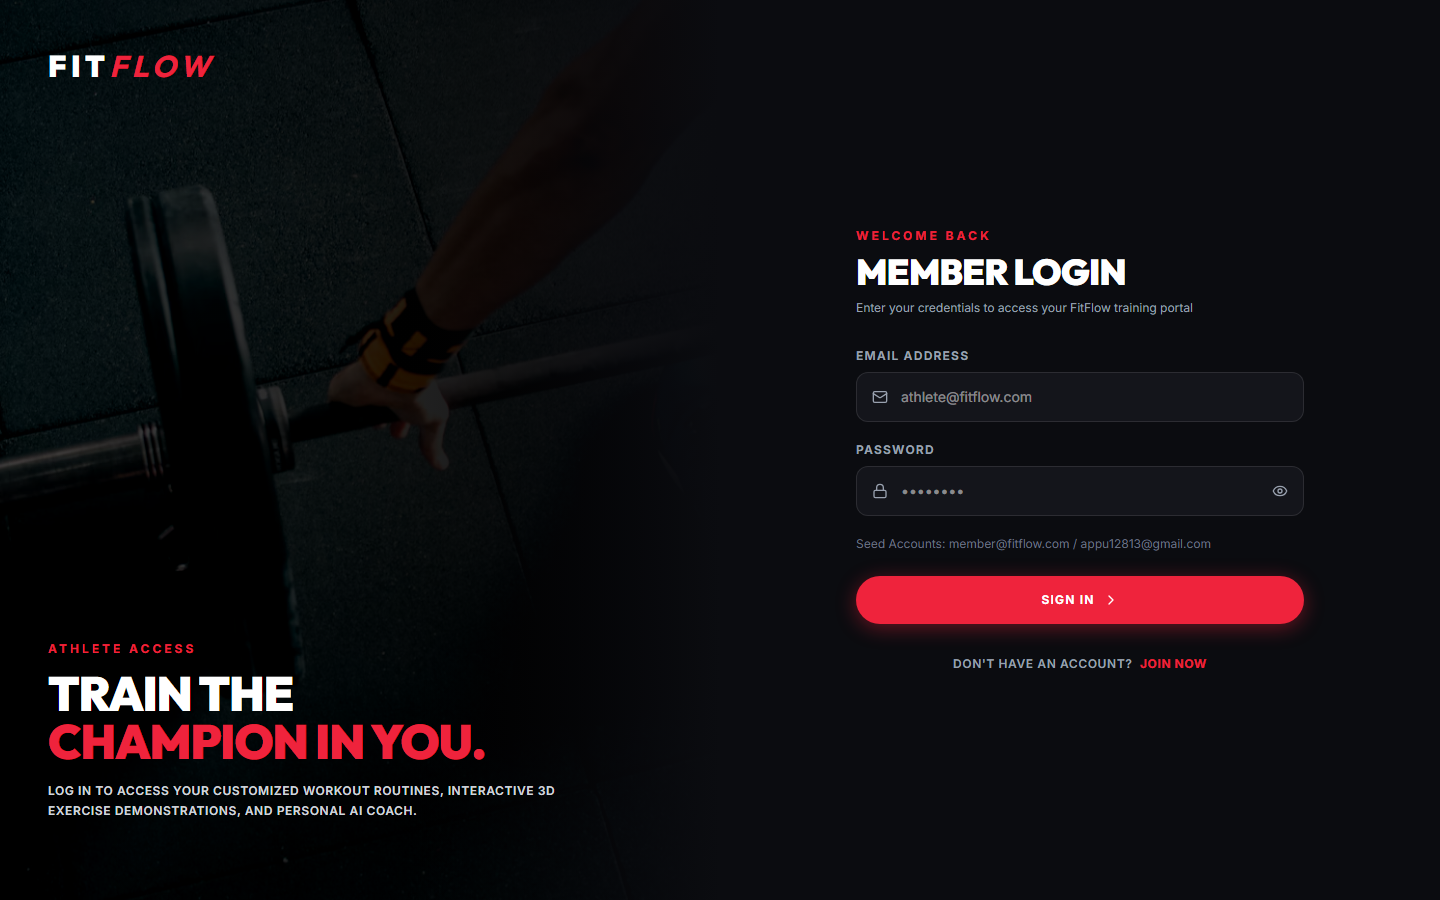 FITFLOW
ATHLETE ACCESS
TRAIN THE
CHAMPION IN YOU.
LOG IN TO ACCESS YOUR CUSTOMIZED WORKOUT ROUTINES, INTERACTIVE 3D
EXERCISE DEMONSTRATIONS, AND PERSONAL AI COACH.
WELCOME BACK
MEMBER LOGIN
Enter your credentials to access your FitFlow training portal
EMAIL ADDRESS
athlete@fitflow.com
PASSWORD
••••••••
Seed Accounts: member@fitflow.com / appu12813@gmail.com
SIGN IN
DON'T HAVE AN ACCOUNT? JOIN NOW